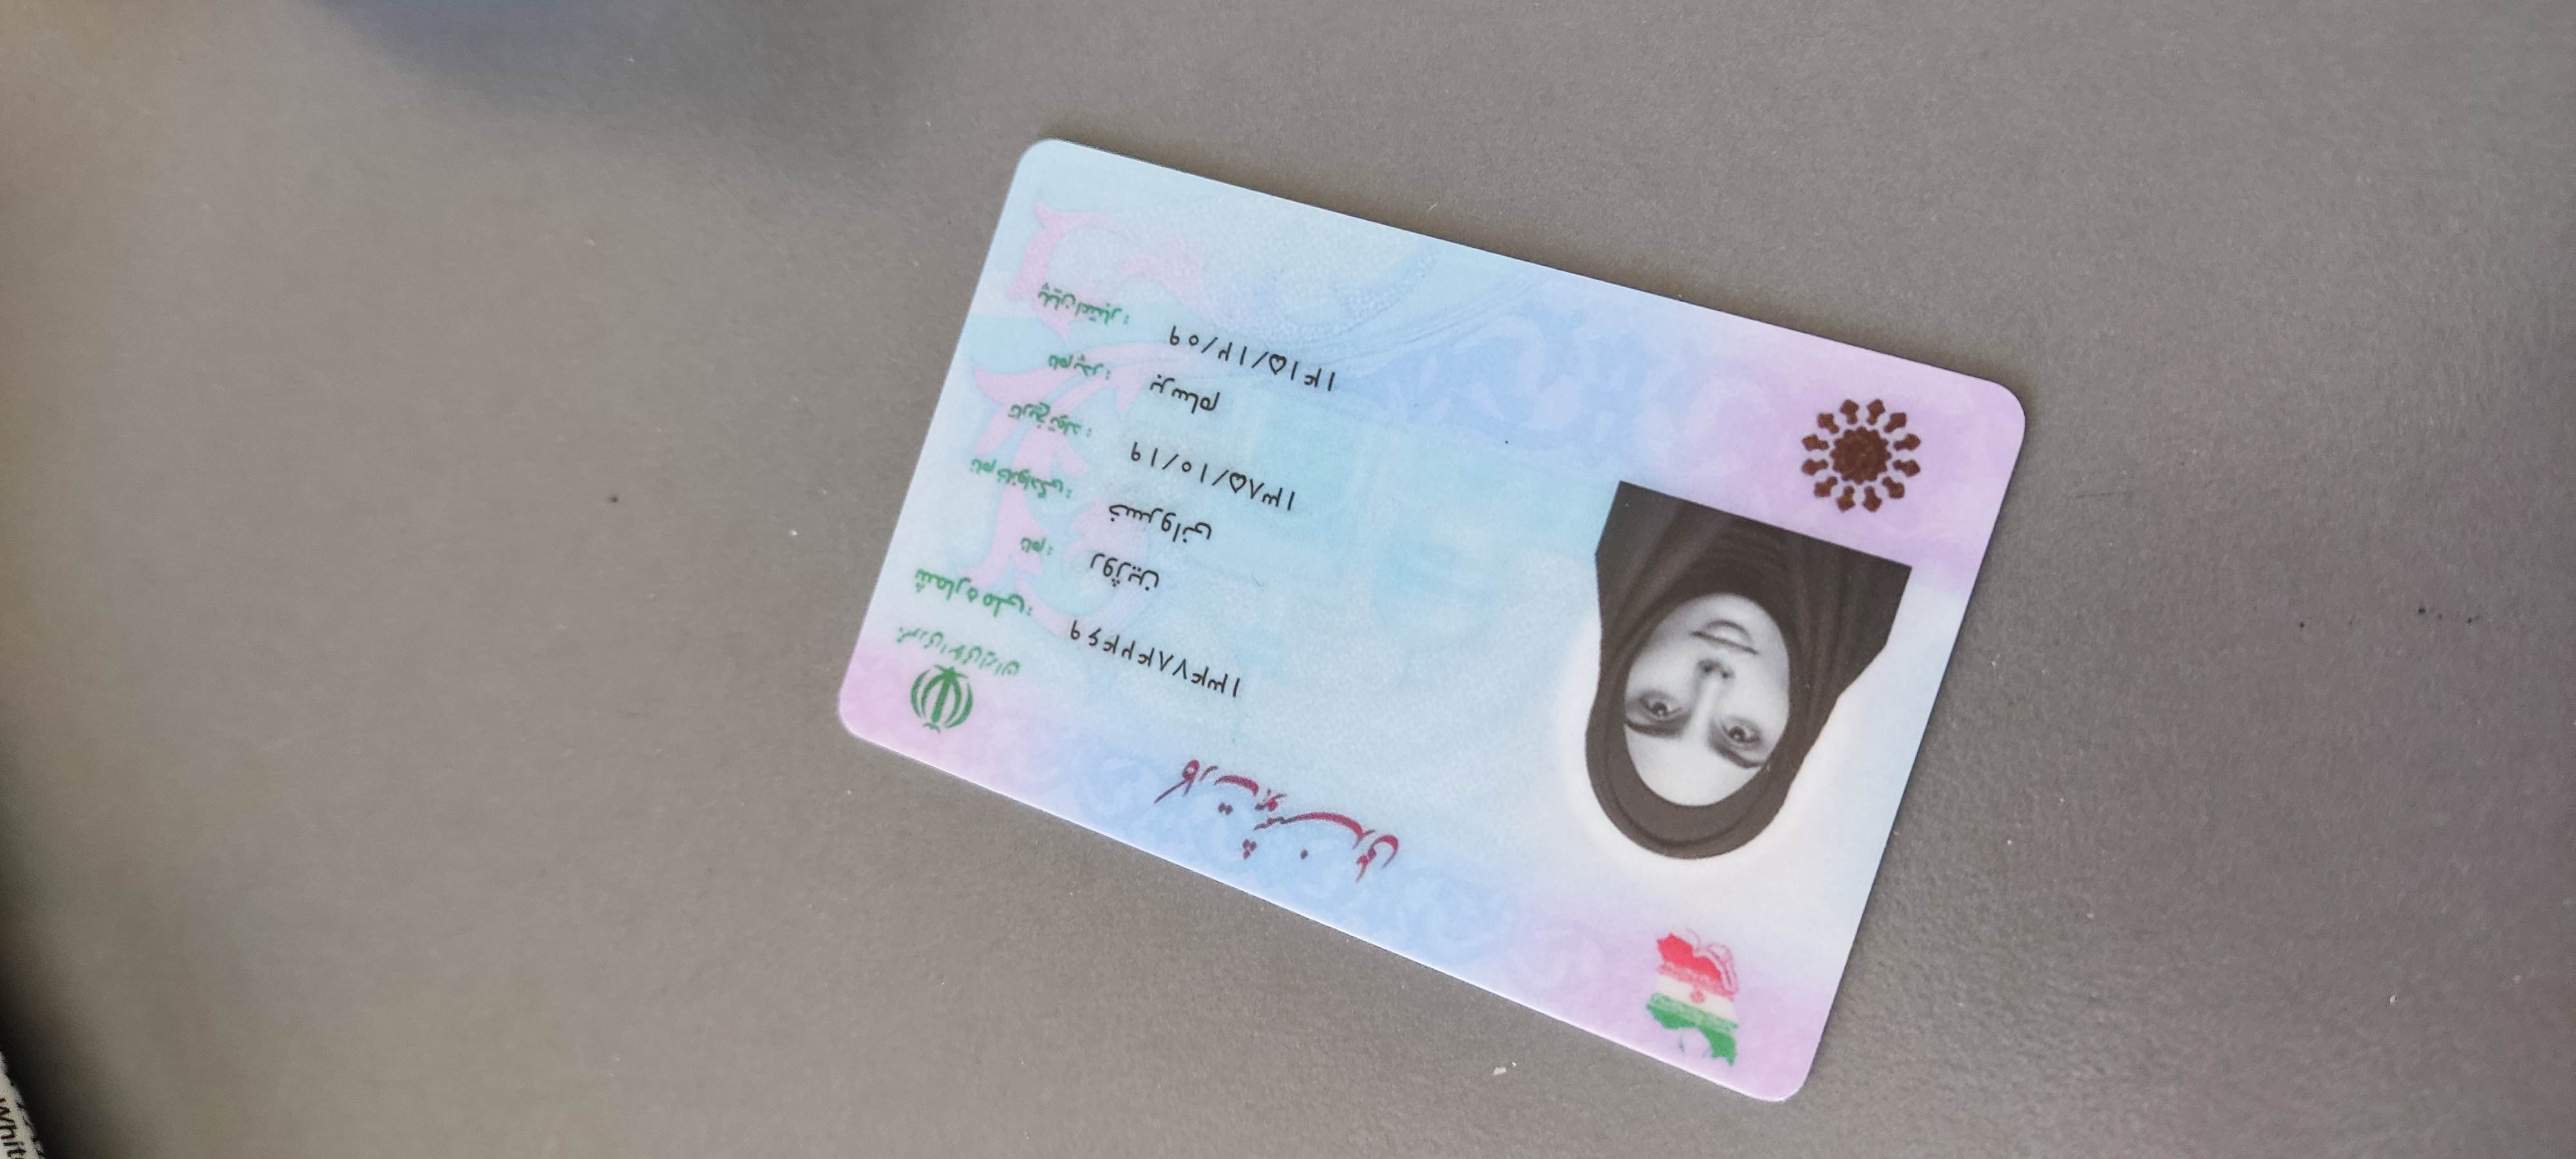 کارت هوشمند ملی
جمهوری اسلامی ایران
شماره ملی: ۱۳۴۷۸۴۲۴۶۹
نام: روژین
نام خانوادگی: خسروانی
تاریخ تولد: ۱۳۸۵/۱۰/۱۹
نام پدر: برسام
پایان اعتبار: ۱۴۱۵/۱۲/۰۹